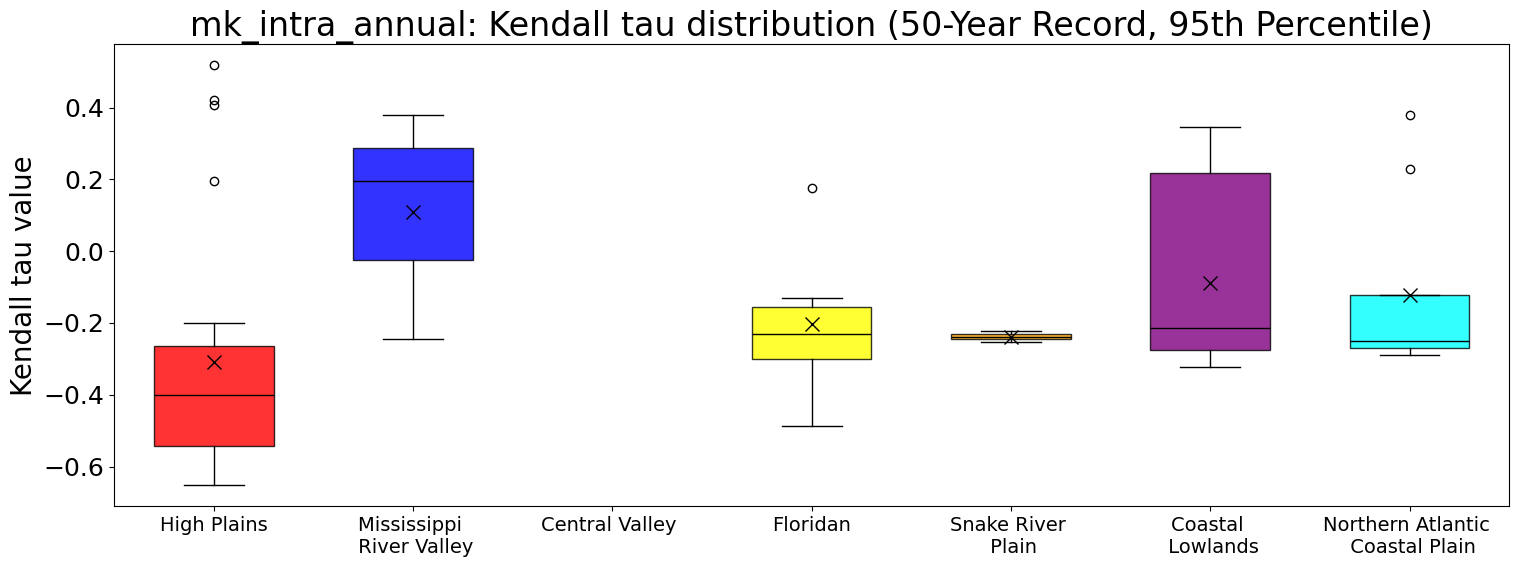 mk_intra_annual: Kendall tau distribution (50-Year Record, 95th Percentile)
Kendall tau value
0.4
0.2
0.0
−0.2
−0.4
−0.6
High Plains
Mississippi
River Valley
Central Valley
Floridan
Snake River
Plain
Coastal
Lowlands
Northern Atlantic
Coastal Plain